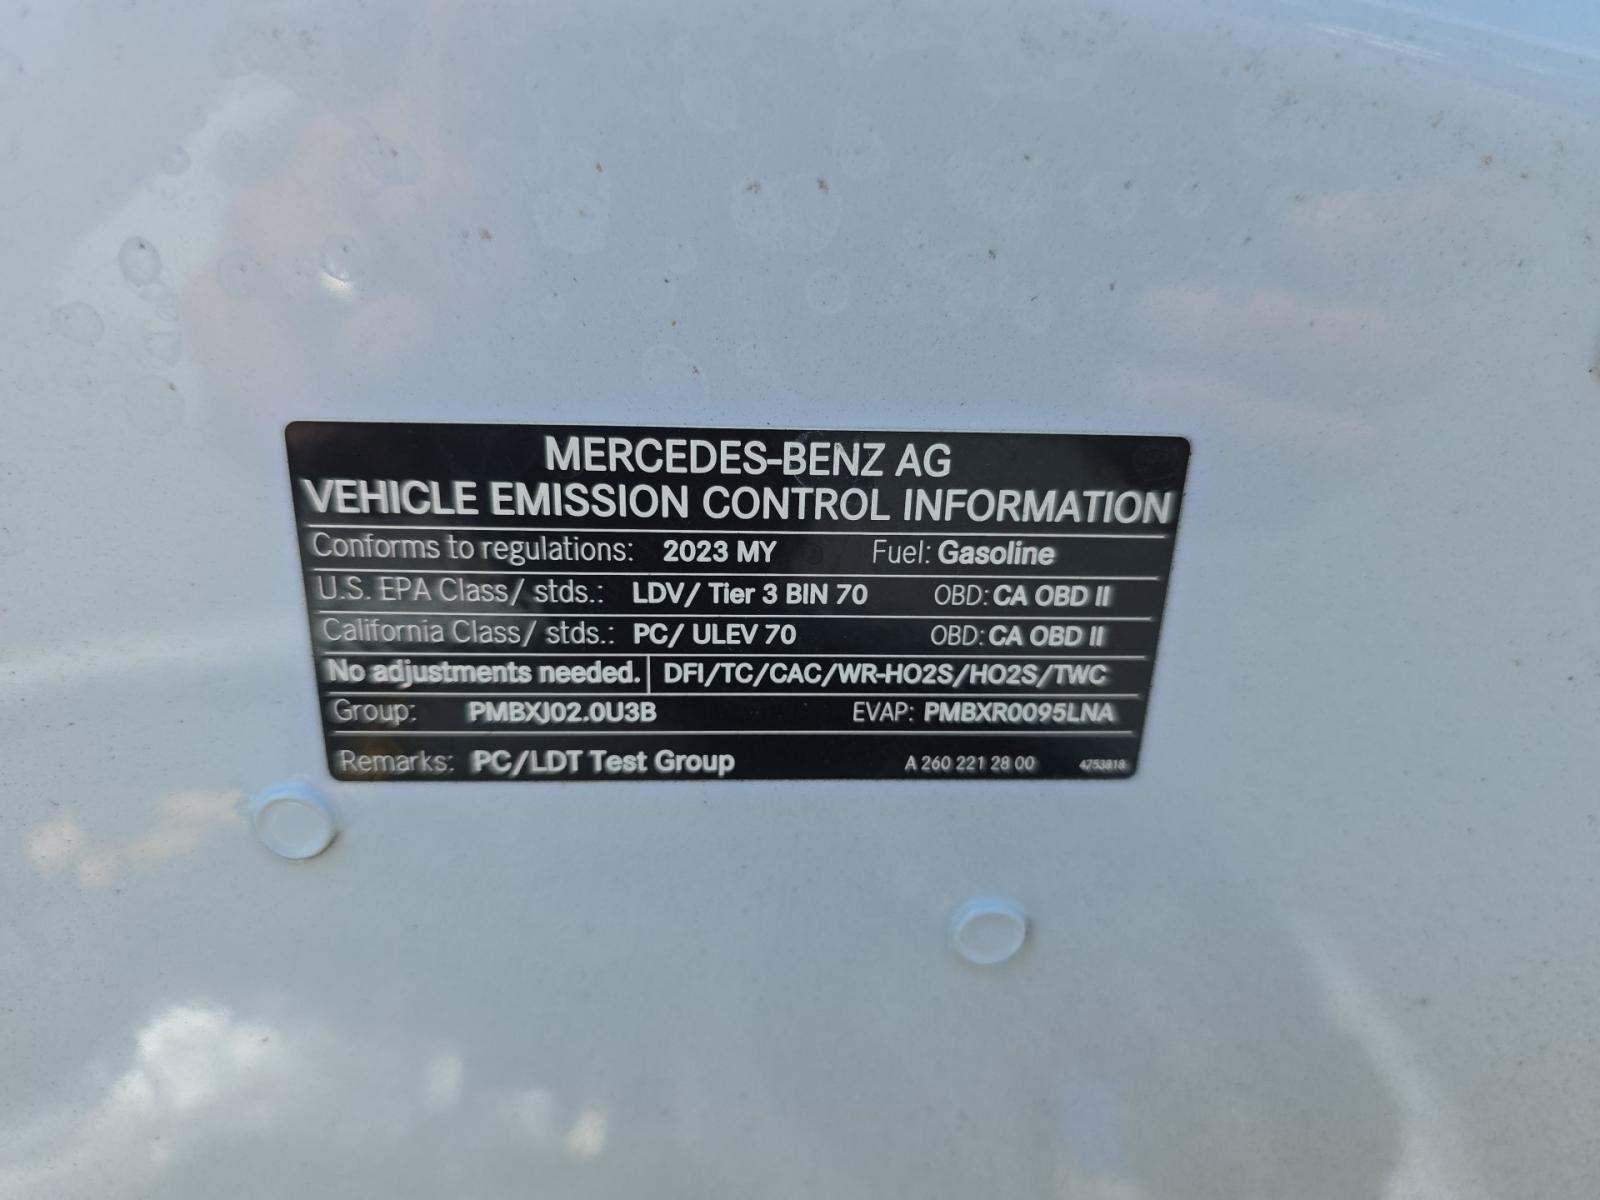 MERCEDES-BENZ AG
VEHICLE EMISSION CONTROL INFORMATION
Conforms to regulations: 2023 MY Fuel: Gasoline
U.S. EPA Class/ stds.: LDV/ Tier 3 BIN 70 OBD: CA OBD II
California Class/ stds.: PC/ ULEV 70 OBD: CA OBD II
No adjustments needed. DFI/TC/CAC/WR-HO2S/HO2S/TWC
Group: PMBXJ02.0U3B EVAP: PMBXR0095LNA
Remarks: PC/LDT Test Group A 260 221 28 00 4753818